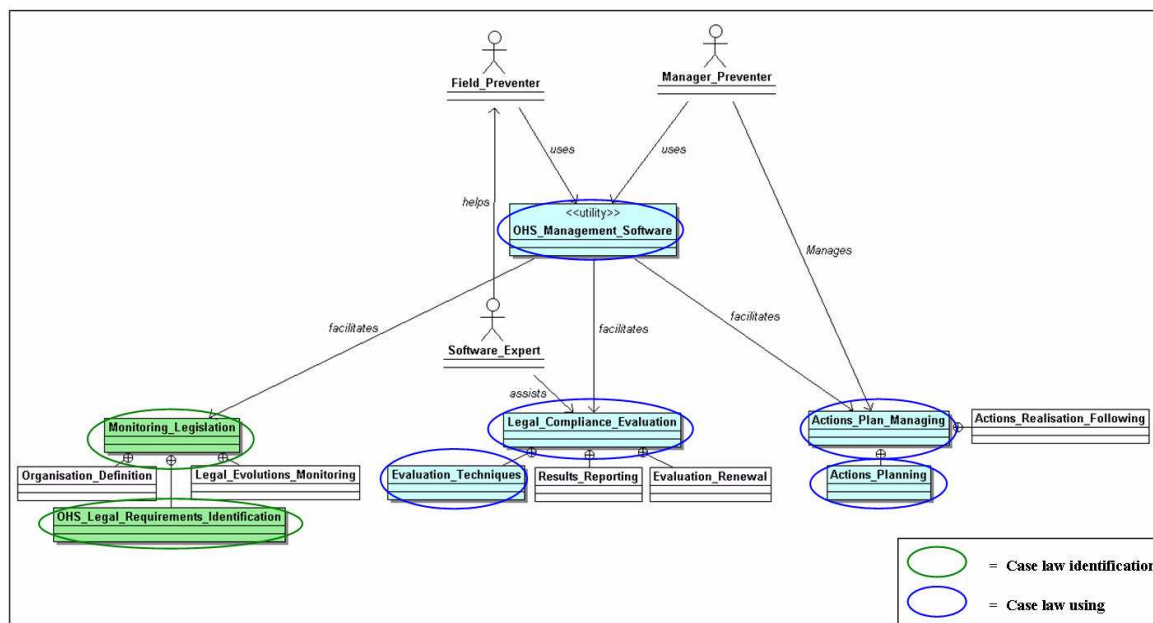 Field_Preventer
Manager_Preventer
uses
uses
helps
<<utility>>
OHS_Management_Software
Manages
facilitates
facilitates
facilitates
Software_Expert
assists
Monitoring_Legislation
Legal_Compliance_Evaluation
Actions_Plan_Managing
Actions_Realisation_Following
Organisation_Definition
Legal_Evolutions_Monitoring
Evaluation_Techniques
Results_Reporting
Evaluation_Renewal
Actions_Planning
OHS_Legal_Requirements_Identification
= Case law identification
= Case law using